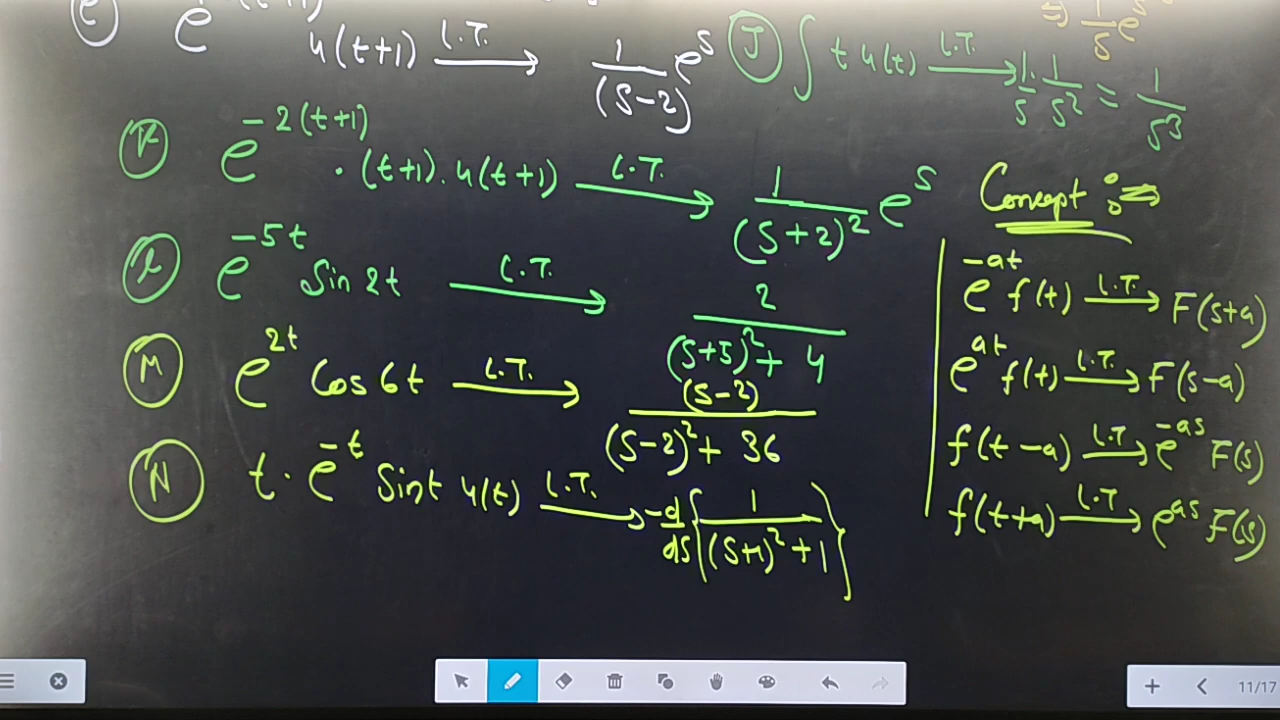 u(t+1) L.T. → 1/(s-2) e^s
(J) ∫ t u(t) L.T. → 1/s · 1/s² = 1/s³
(K) e^{-2(t+1)} · (t+1) · u(t+1) L.T. → 1/(s+2)² e^s
(l) e^{-5t} Sin 2t L.T. → 2/((s+5)² + 4)
(M) e^{2t} Cos 6t L.T. → (s-2)/((s-2)² + 36)
(N) t · e^{-t} Sint u(t) L.T. → -d/ds {1/((s+1)² + 1)}
Concept :⇒
e^{-at} f(t) L.T. → F(s+a)
e^{at} f(t) L.T. → F(s-a)
f(t-a) L.T → e^{-as} F(s)
f(t+a) L.T → e^{as} F(s)
11/17